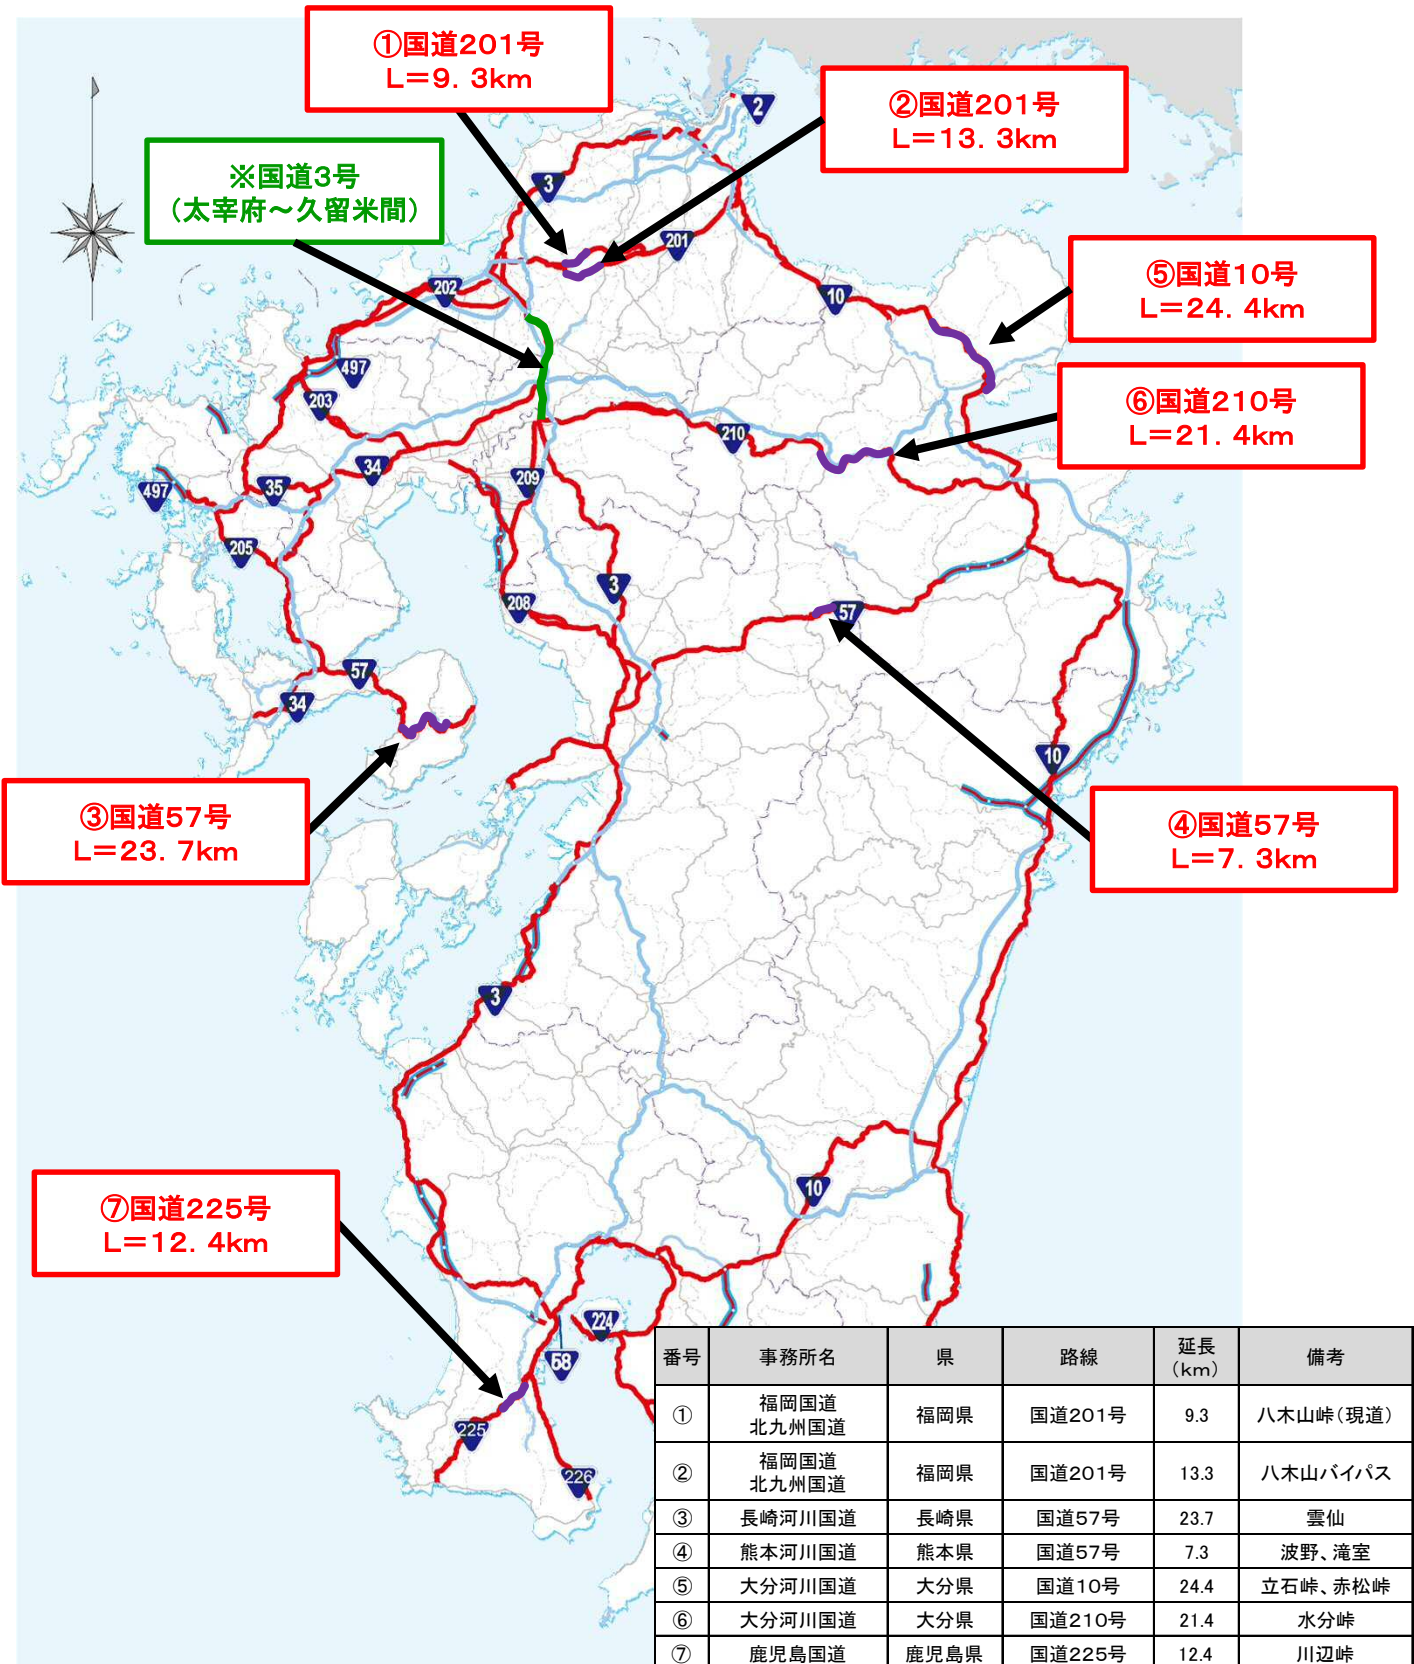 ①国道201号
L=9.3km
②国道201号
L=13.3km
※国道3号
(太宰府～久留米間)
⑤国道10号
L=24.4km
⑥国道210号
L=21.4km
③国道57号
L=23.7km
④国道57号
L=7.3km
⑦国道225号
L=12.4km
2
3
201
202
10
497
203
210
34
35
209
497
205
208
3
57
57
34
10
3
10
224
58
225
226
番号 事務所名 県 路線 延長(km) 備考
① 福岡国道 北九州国道 福岡県 国道201号 9.3 八木山峠(現道)
② 福岡国道 北九州国道 福岡県 国道201号 13.3 八木山バイパス
③ 長崎河川国道 長崎県 国道57号 23.7 雲仙
④ 熊本河川国道 熊本県 国道57号 7.3 波野、滝室
⑤ 大分河川国道 大分県 国道10号 24.4 立石峠、赤松峠
⑥ 大分河川国道 大分県 国道210号 21.4 水分峠
⑦ 鹿児島国道 鹿児島県 国道225号 12.4 川辺峠